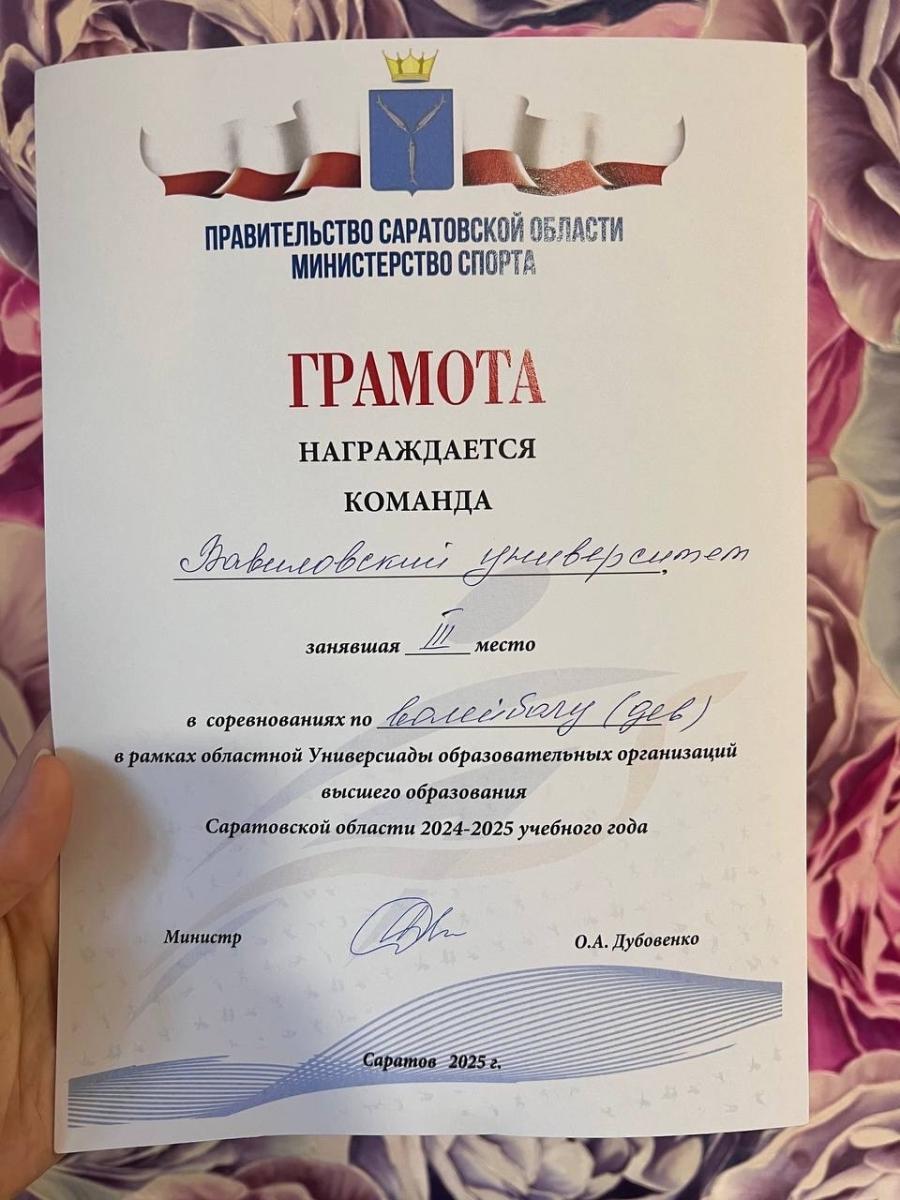 ПРАВИТЕЛЬСТВО САРАТОВСКОЙ ОБЛАСТИ
МИНИСТЕРСТВО СПОРТА
ГРАМОТА
НАГРАЖДАЕТСЯ
КОМАНДА
Вавиловский университет,
занявшая III место
в соревнованиях по волейболу (дев)
в рамках областной Универсиады образовательных организаций
высшего образования
Саратовской области 2024-2025 учебного года
Министр О.А. Дубовенко
Саратов 2025 г.